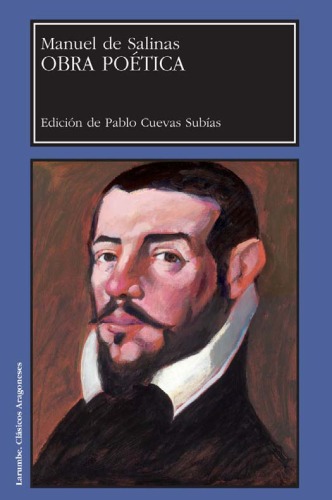 Manuel de Salinas
OBRA POÉTICA
Edición de Pablo Cuevas Subías
Larumbe. Clásicos Aragoneses